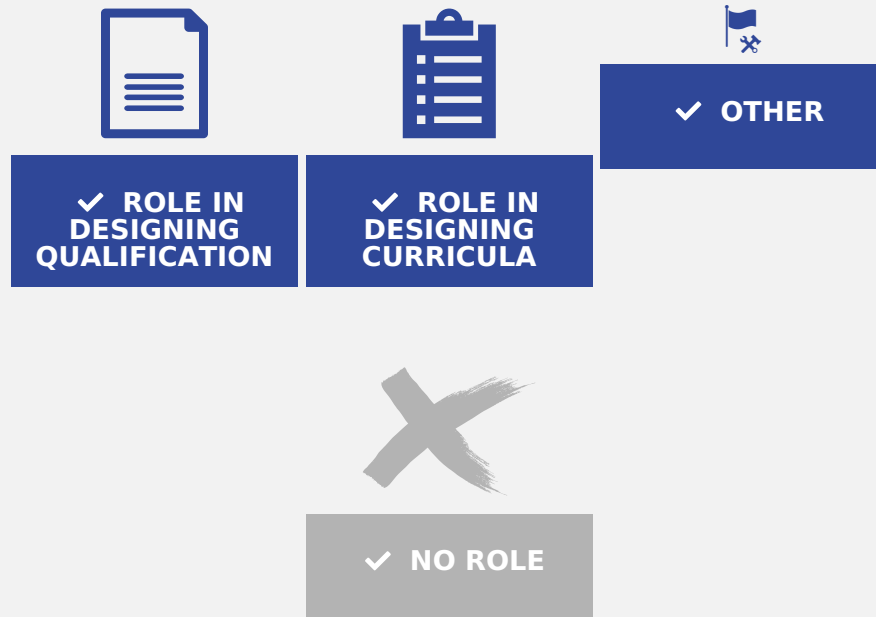 ✓ ROLE IN
DESIGNING
QUALIFICATION
✓ ROLE IN
DESIGNING
CURRICULA
✓ OTHER
✓ NO ROLE